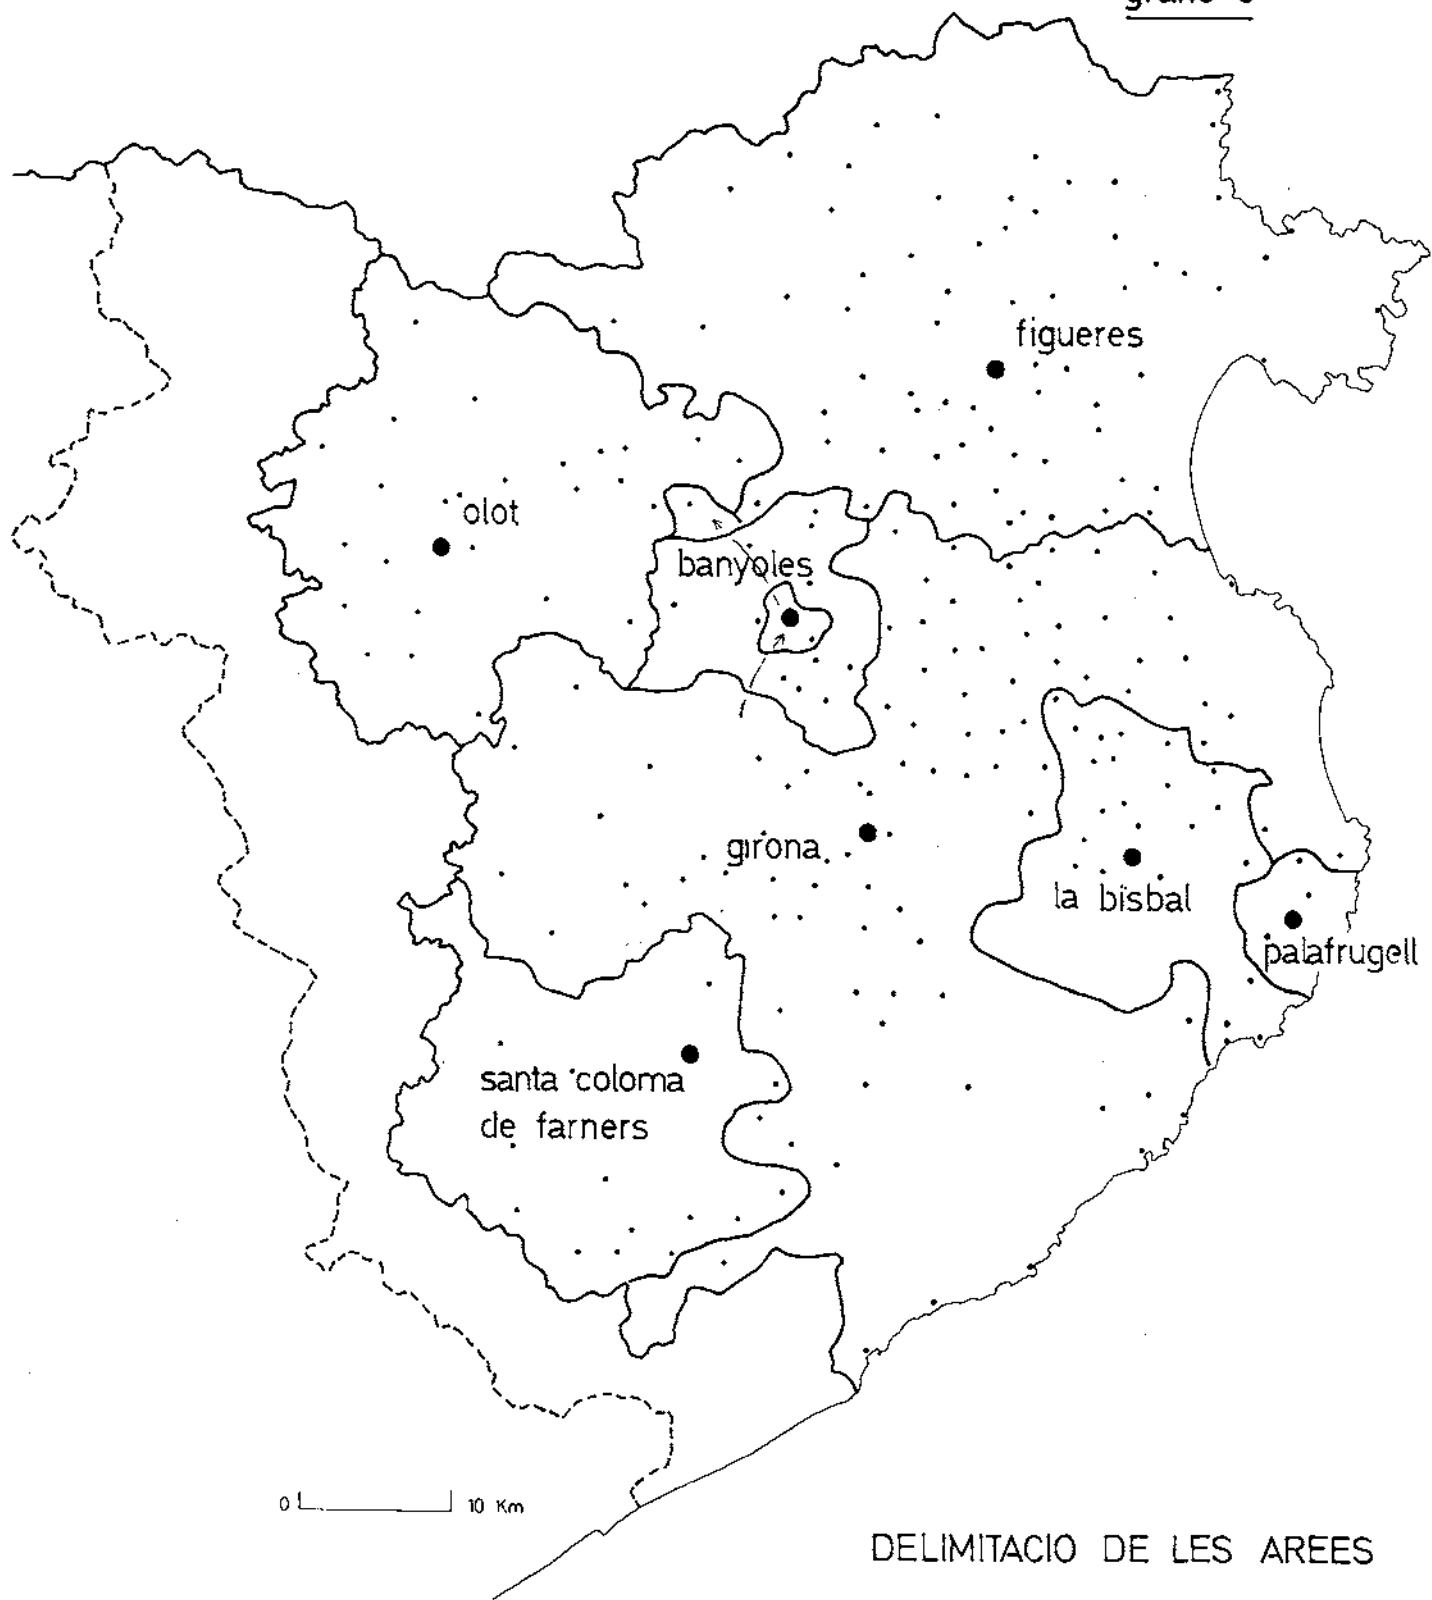 figueres
olot
banyoles
girona
la bisbal
palafrugell
santa coloma
de farners
0 10 Km
DELIMITACIO DE LES AREES